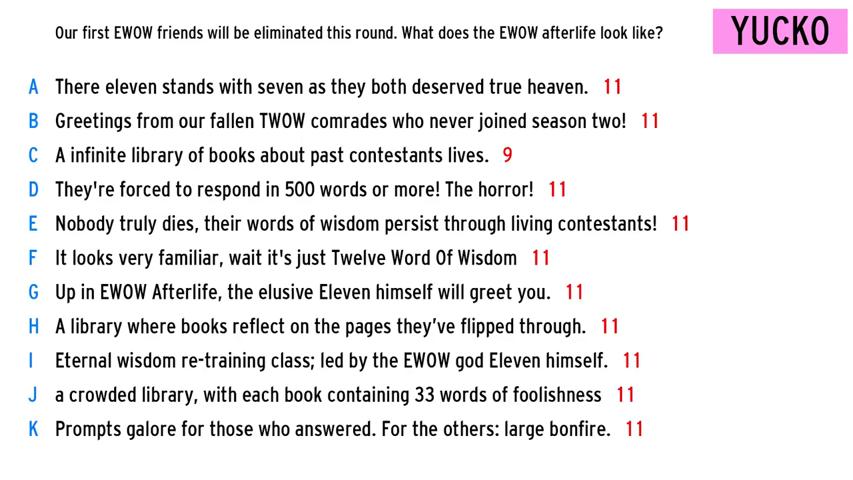 Our first EWOW friends will be eliminated this round. What does the EWOW afterlife look like?
YUCKO
A There eleven stands with seven as they both deserved true heaven. 11
B Greetings from our fallen TWOW comrades who never joined season two! 11
C A infinite library of books about past contestants lives. 9
D They're forced to respond in 500 words or more! The horror! 11
E Nobody truly dies, their words of wisdom persist through living contestants! 11
F It looks very familiar, wait it's just Twelve Word Of Wisdom 11
G Up in EWOW Afterlife, the elusive Eleven himself will greet you. 11
H A library where books reflect on the pages they’ve flipped through. 11
I Eternal wisdom re-training class; led by the EWOW god Eleven himself. 11
J a crowded library, with each book containing 33 words of foolishness 11
K Prompts galore for those who answered. For the others: large bonfire. 11